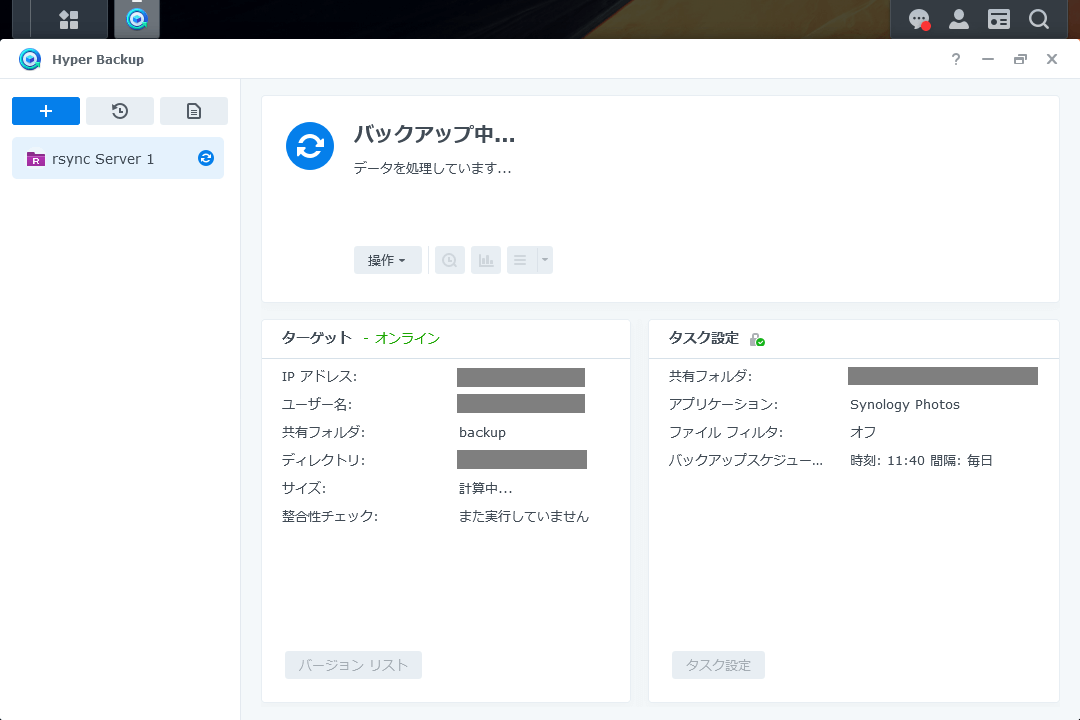 Hyper Backup
?
rsync Server 1
バックアップ中...
データを処理しています...
操作
ターゲット - オンライン
IP アドレス:
ユーザー名:
共有フォルダ: backup
ディレクトリ:
サイズ: 計算中...
整合性チェック: また実行していません
バージョン リスト
タスク設定
共有フォルダ:
アプリケーション: Synology Photos
ファイル フィルタ: オフ
バックアップスケジュー... 時刻: 11:40 間隔: 毎日
タスク設定